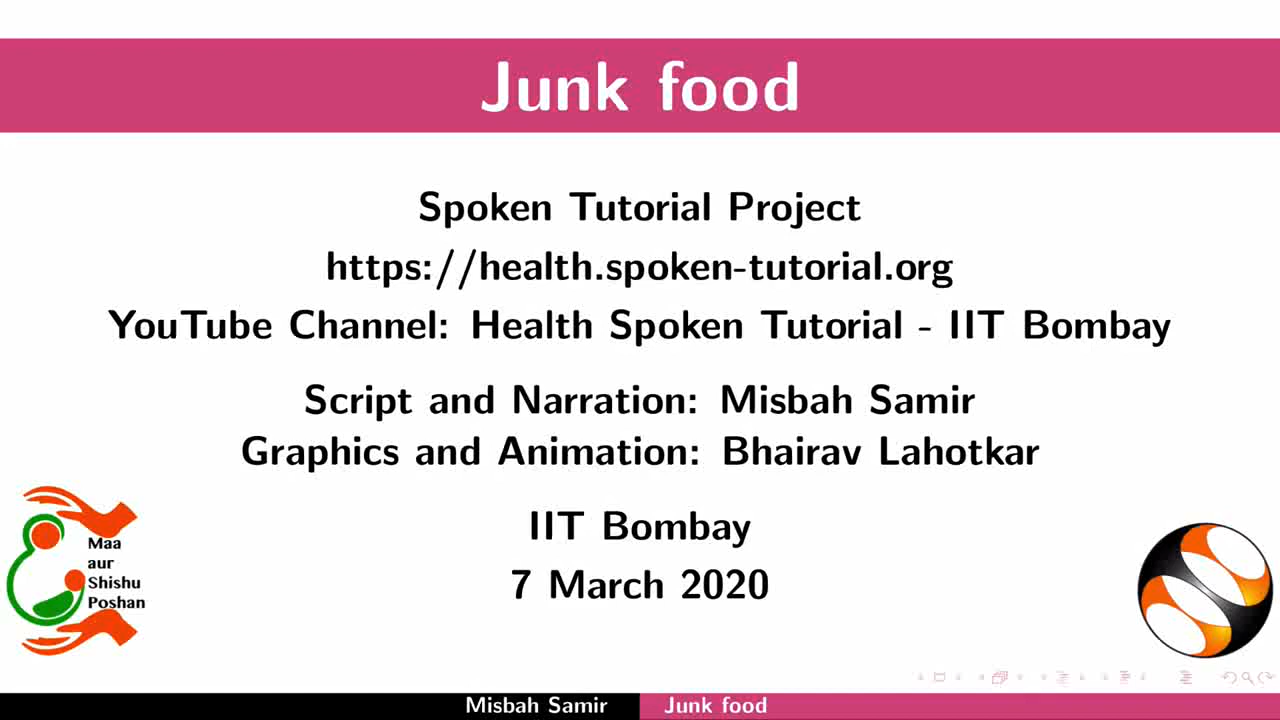 Junk food
Spoken Tutorial Project
https://health.spoken-tutorial.org
YouTube Channel: Health Spoken Tutorial - IIT Bombay
Script and Narration: Misbah Samir
Graphics and Animation: Bhairav Lahotkar
IIT Bombay
7 March 2020
Maa
aur
Shishu
Poshan
Misbah Samir
Junk food